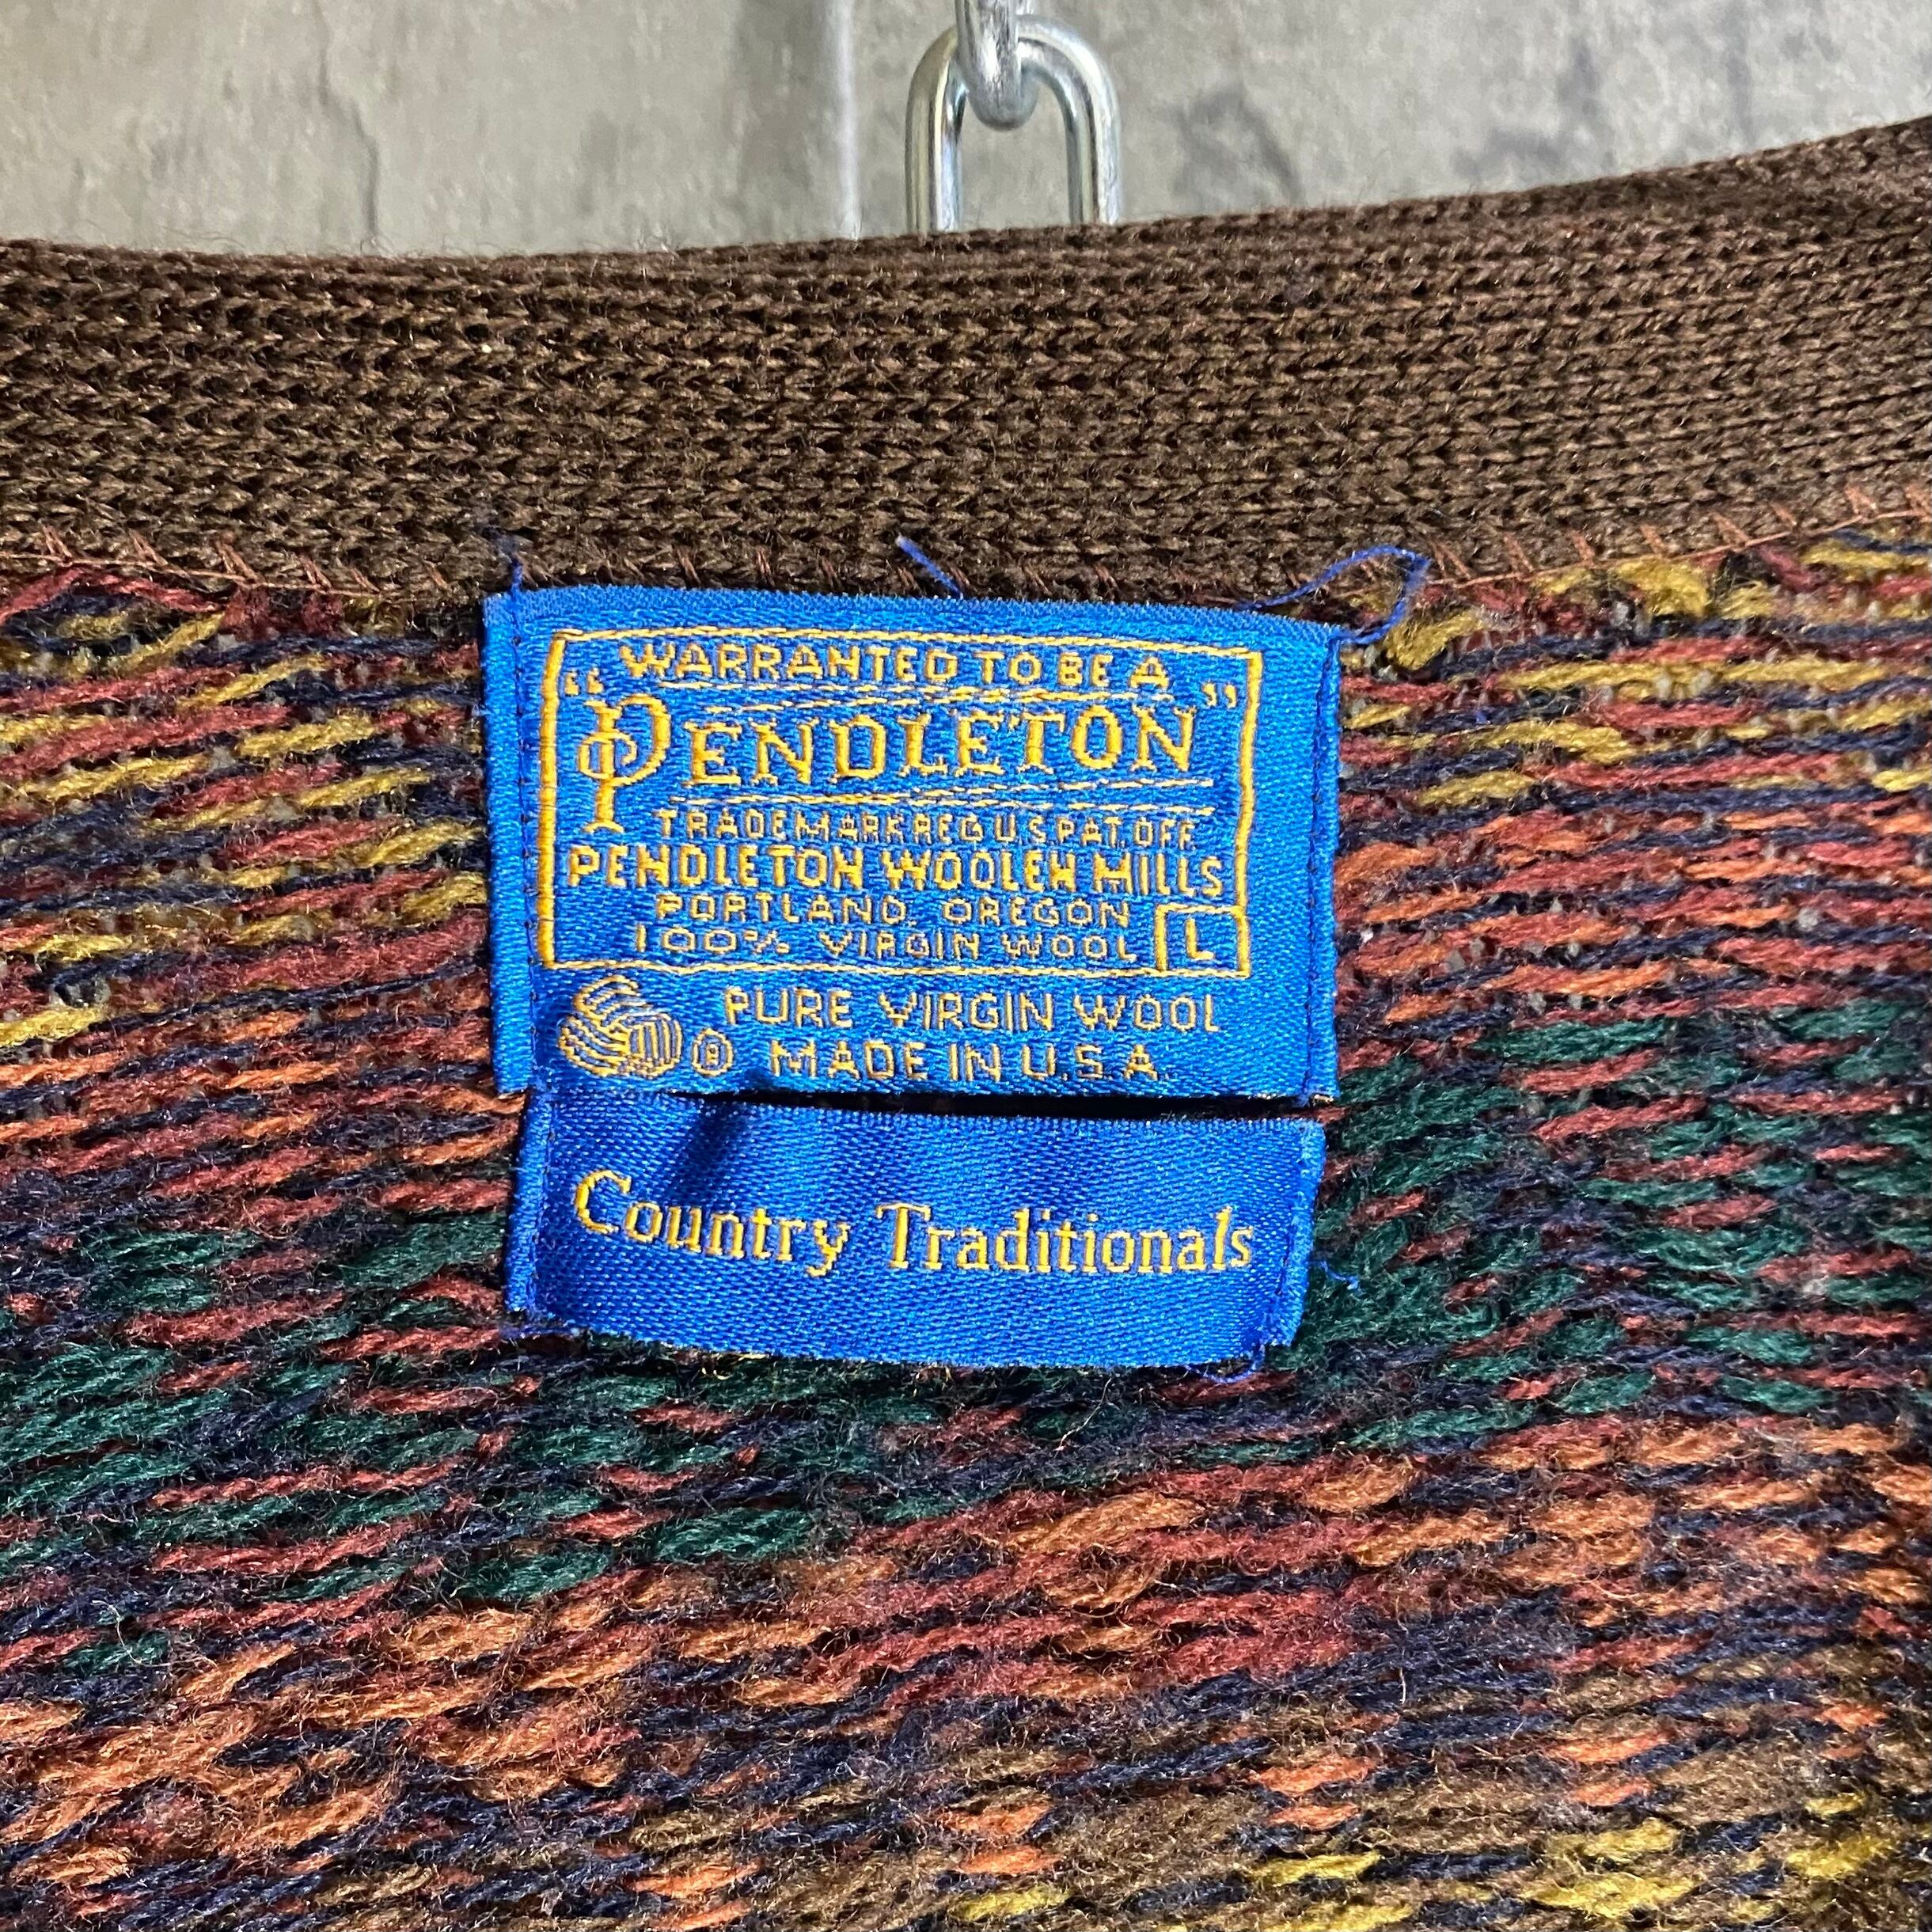 WARRANTED TO BE A
"PENDLETON"
TRADEMARK REG U.S. PAT. OFF.
PENDLETON WOOLEN MILLS
PORTLAND, OREGON
100% VIRGIN WOOL L
PURE VIRGIN WOOL
® MADE IN U.S.A.
Country Traditionals